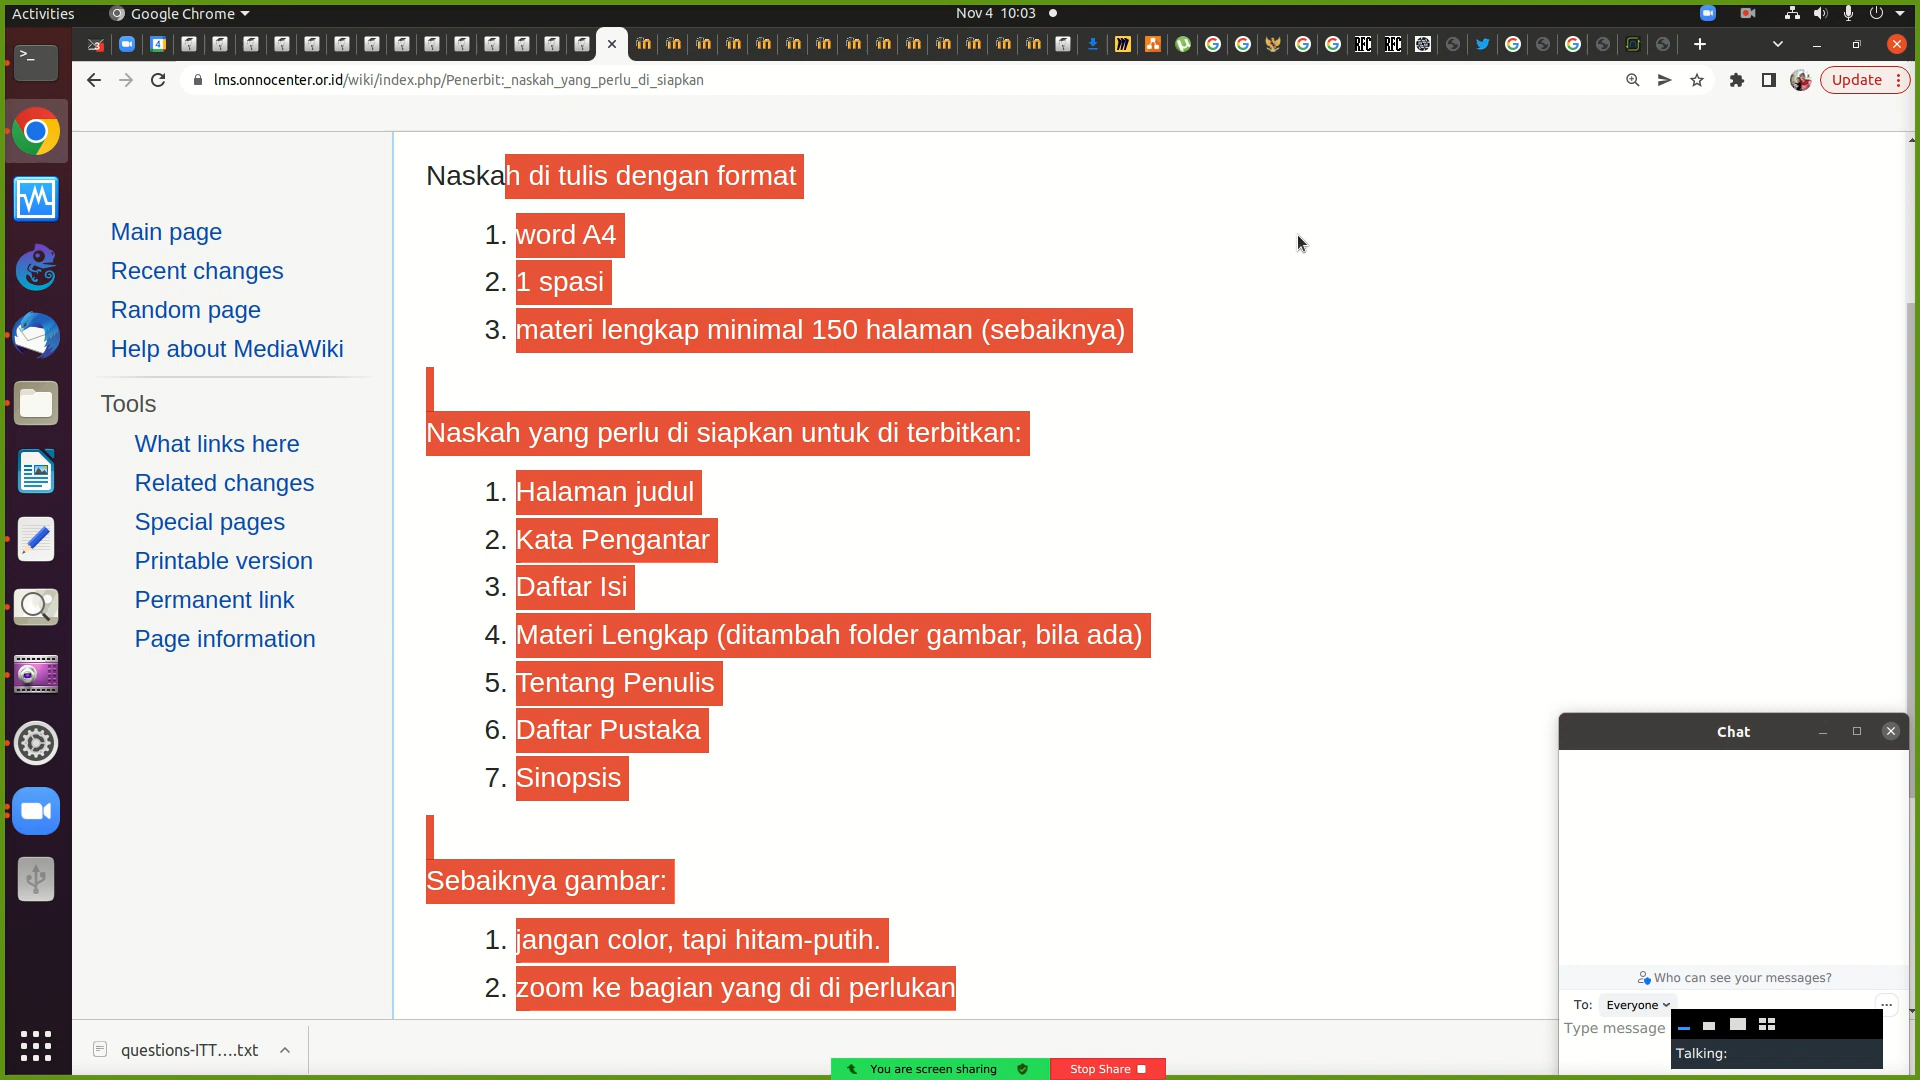 Activities
Google Chrome
Nov 4 10:03
lms.onnocenter.or.id/wiki/index.php/Penerbit:_naskah_yang_perlu_di_siapkan
Update
Main page
Recent changes
Random page
Help about MediaWiki
Tools
What links here
Related changes
Special pages
Printable version
Permanent link
Page information
Naskah di tulis dengan format
1. word A4
2. 1 spasi
3. materi lengkap minimal 150 halaman (sebaiknya)
Naskah yang perlu di siapkan untuk di terbitkan:
1. Halaman judul
2. Kata Pengantar
3. Daftar Isi
4. Materi Lengkap (ditambah folder gambar, bila ada)
5. Tentang Penulis
6. Daftar Pustaka
7. Sinopsis
Sebaiknya gambar:
1. jangan color, tapi hitam-putih.
2. zoom ke bagian yang di di perlukan
Chat
Who can see your messages?
To: Everyone
Type message
Talking:
questions-ITT....txt
You are screen sharing
Stop Share